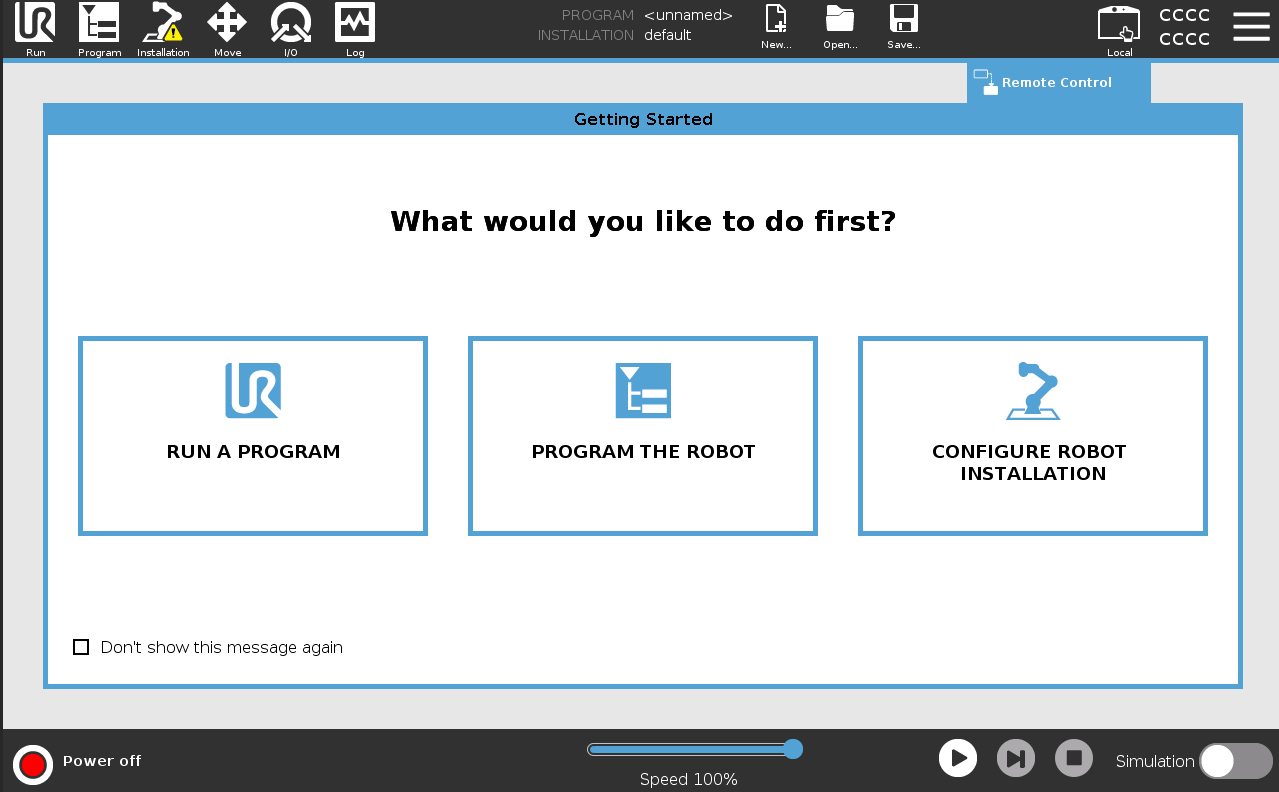 Run
Program
Installation
Move
I/O
Log
PROGRAM <unnamed>
INSTALLATION default
New...
Open...
Save...
Local
CCCC
CCCC
Remote Control
Getting Started
What would you like to do first?
RUN A PROGRAM
PROGRAM THE ROBOT
CONFIGURE ROBOT
INSTALLATION
Don't show this message again
Power off
Speed 100%
Simulation